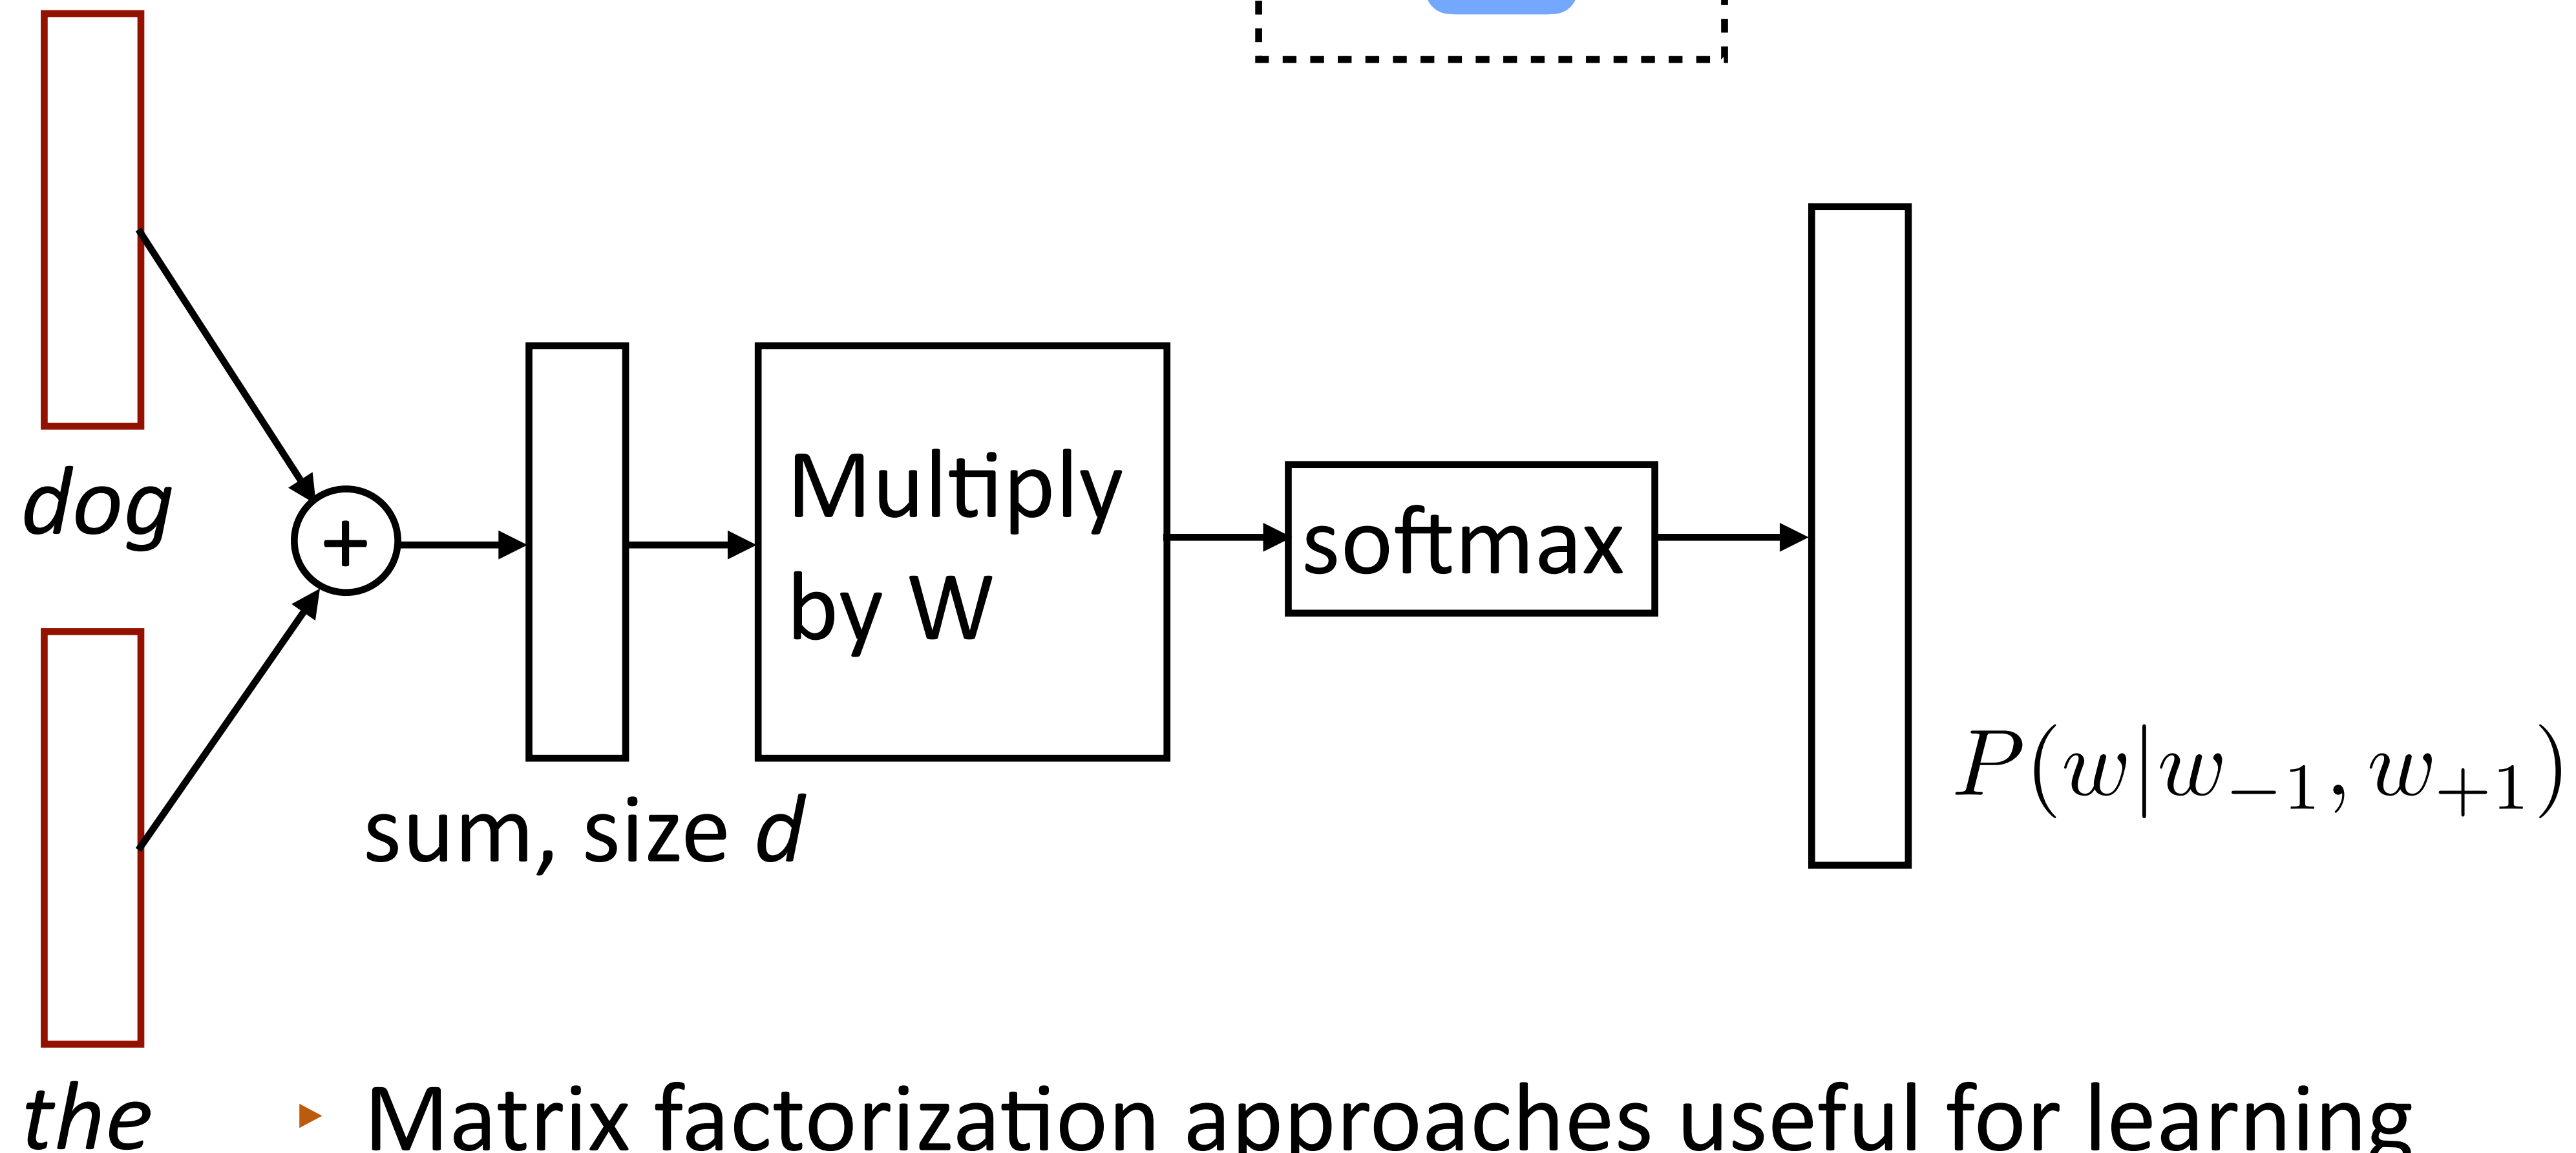 dog
+
Multiply
by W
softmax
sum, size d
P(w|w₋₁, w₊₁)
the
‣ Matrix factorization approaches useful for learning